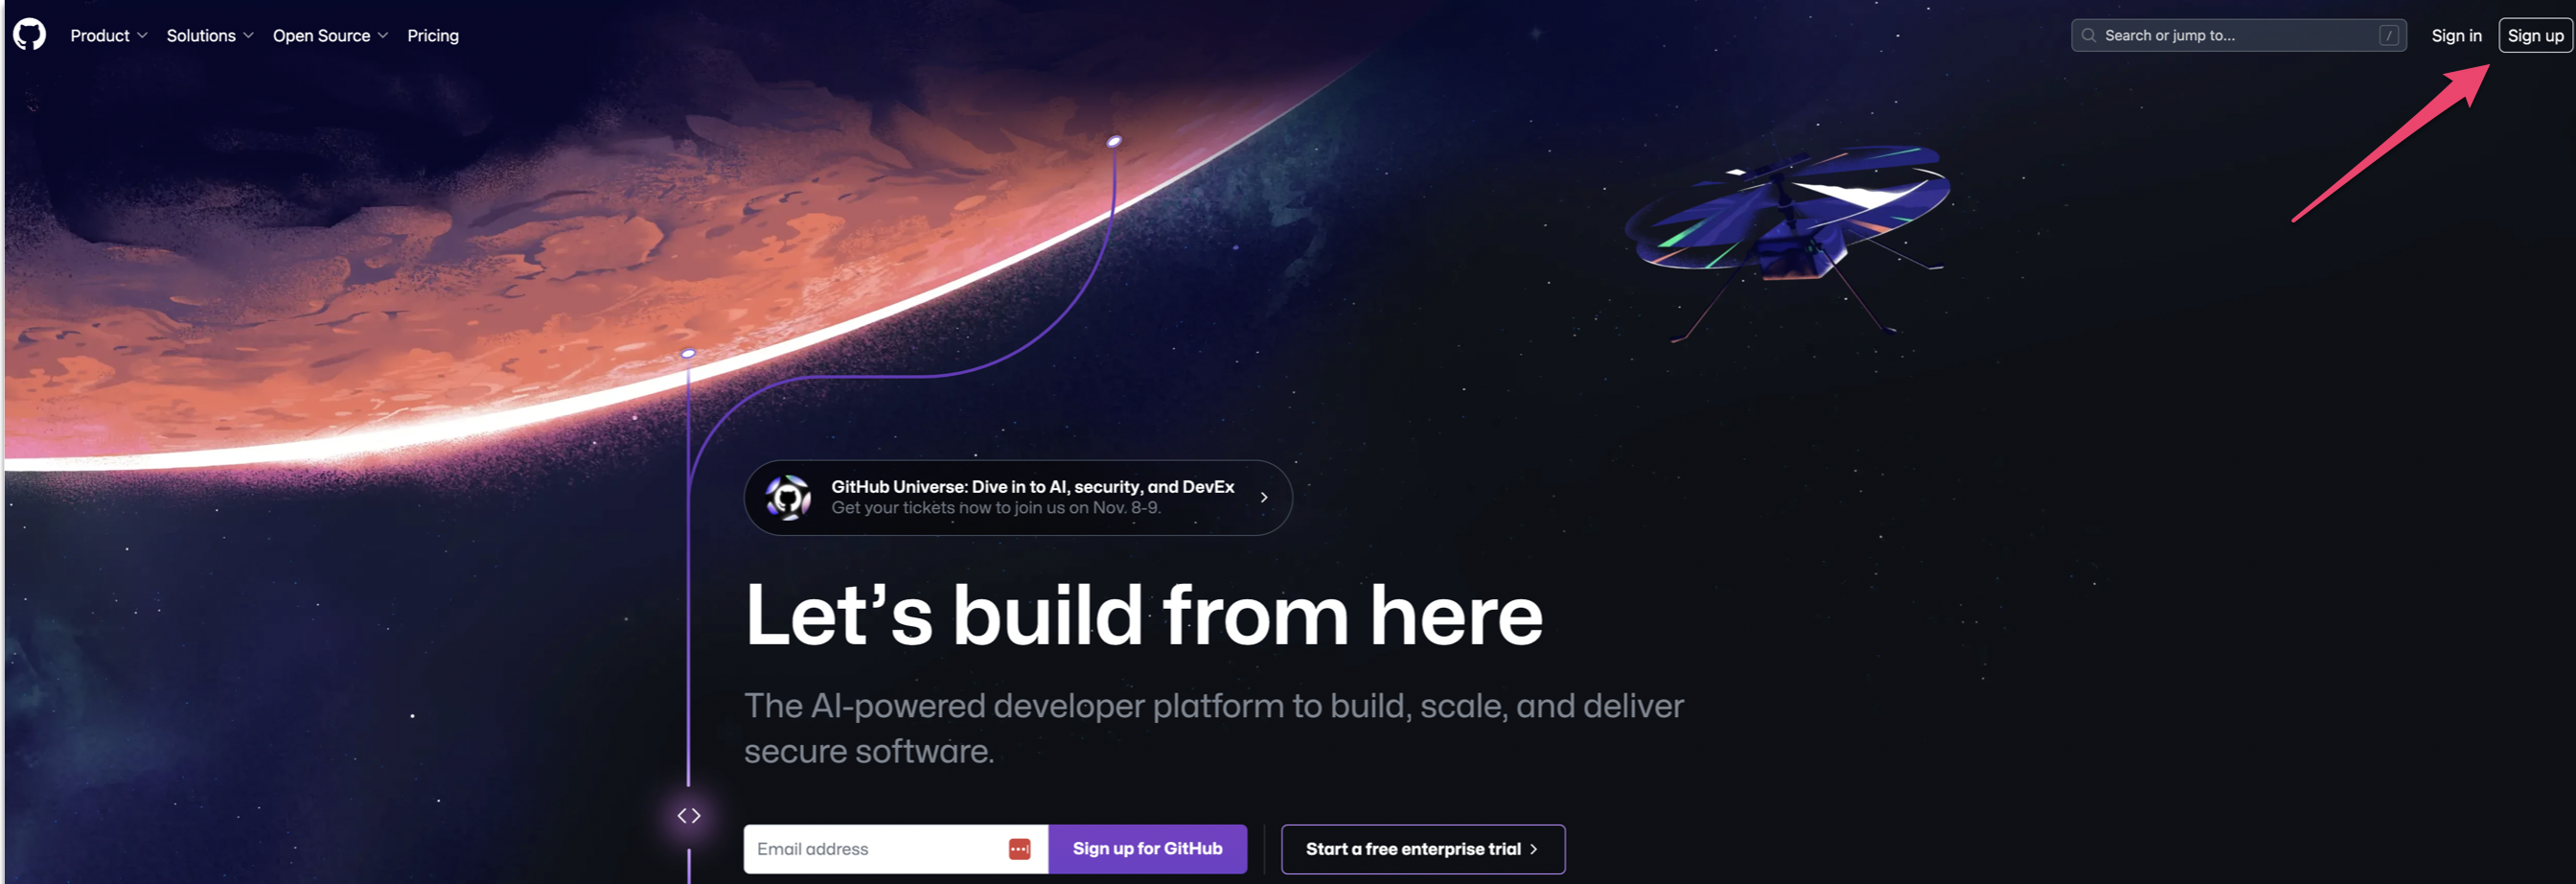 Product
Solutions
Open Source
Pricing
Search or jump to...
/
Sign in
Sign up
GitHub Universe: Dive in to AI, security, and DevEx
Get your tickets how to join us on Nov. 8-9.
Let’s build from here
The AI-powered developer platform to build, scale, and deliver
secure software.
Email address
Sign up for GitHub
Start a free enterprise trial